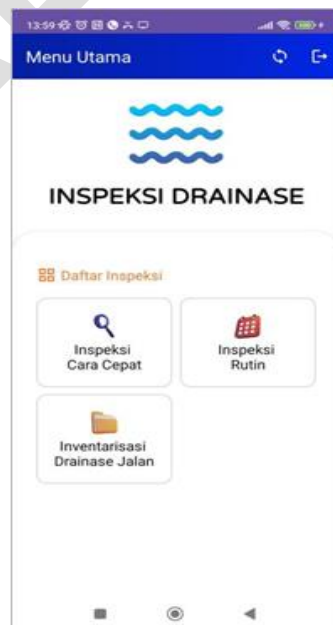 13:59
Menu Utama
INSPEKSI DRAINASE
Daftar Inspeksi
Inspeksi
Cara Cepat
Inspeksi
Rutin
Inventarisasi
Drainase Jalan